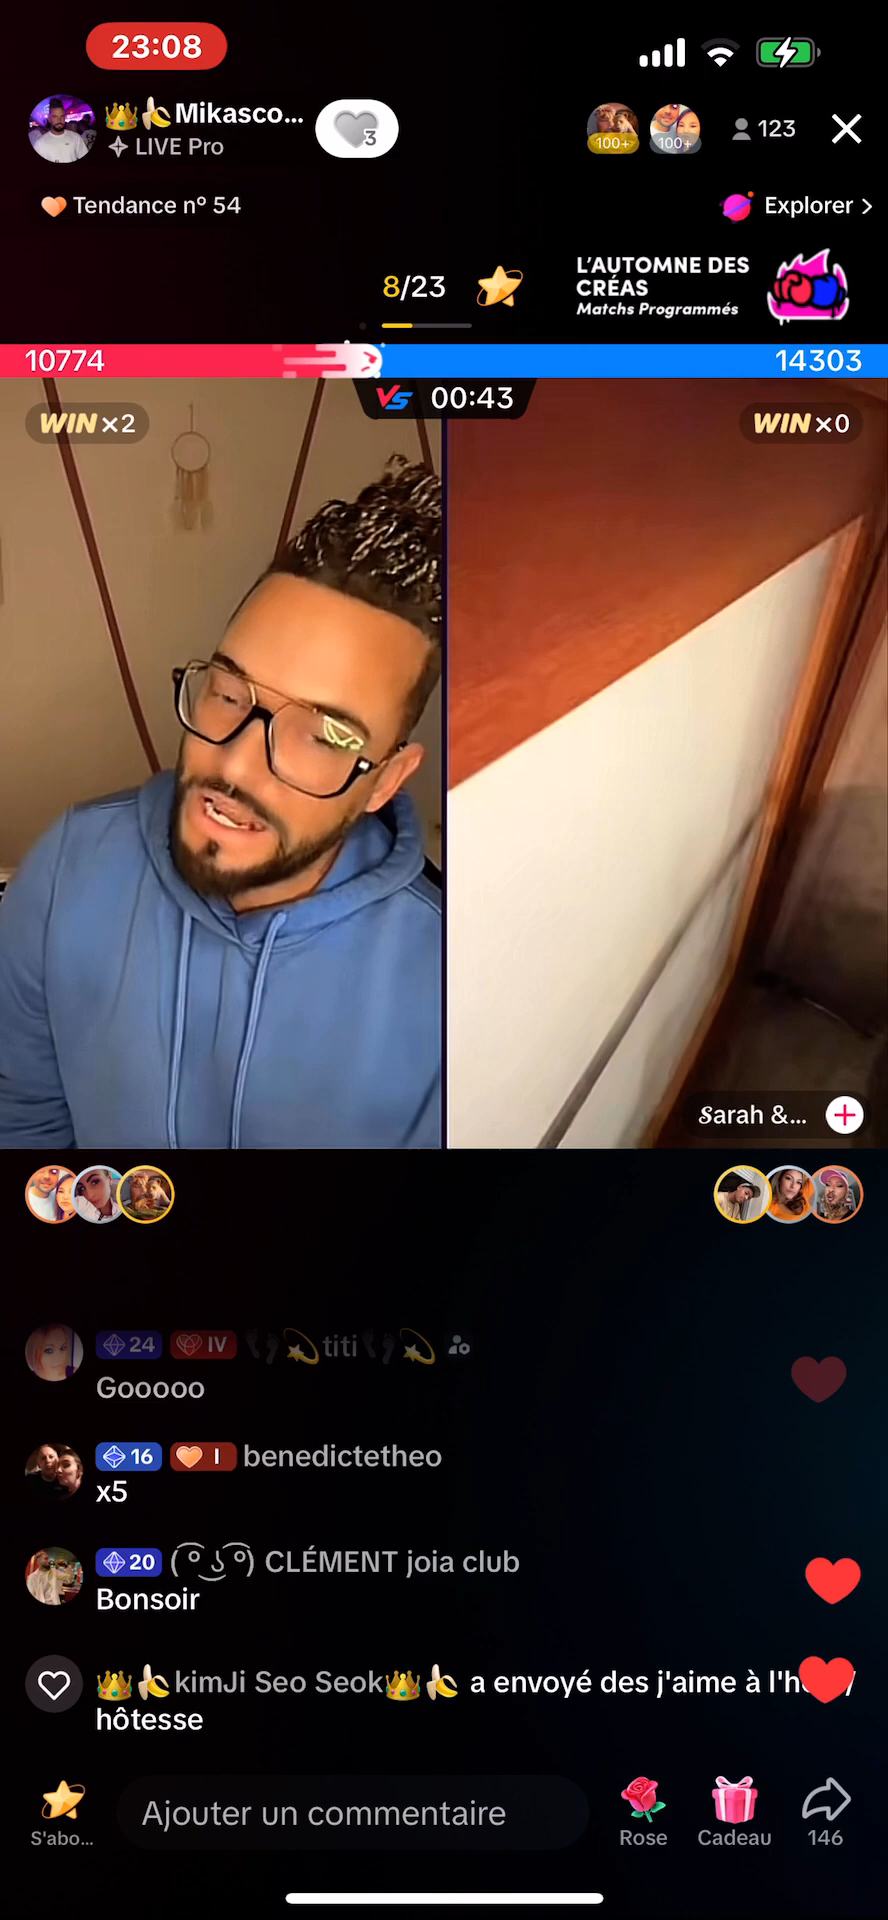 23:08
👑🍌Mikasco...
LIVE Pro
3
100+
100+
123
Tendance n° 54
Explorer >
8/23
L'AUTOMNE DES
CRÉAS
Matchs Programmés
10774
14303
VS 00:43
WIN x2
WIN x0
Sarah &...
24 IV 👣💫titi👣💫
Gooooo
16 I benedictetheo
x5
20 ( ͡° ͜ʖ ͡°) CLÉMENT joia club
Bonsoir
👑🍌kimJi Seo Seok👑🍌 a envoyé des j'aime à l'h
hôtesse
S'abo...
Ajouter un commentaire
Rose
Cadeau
146